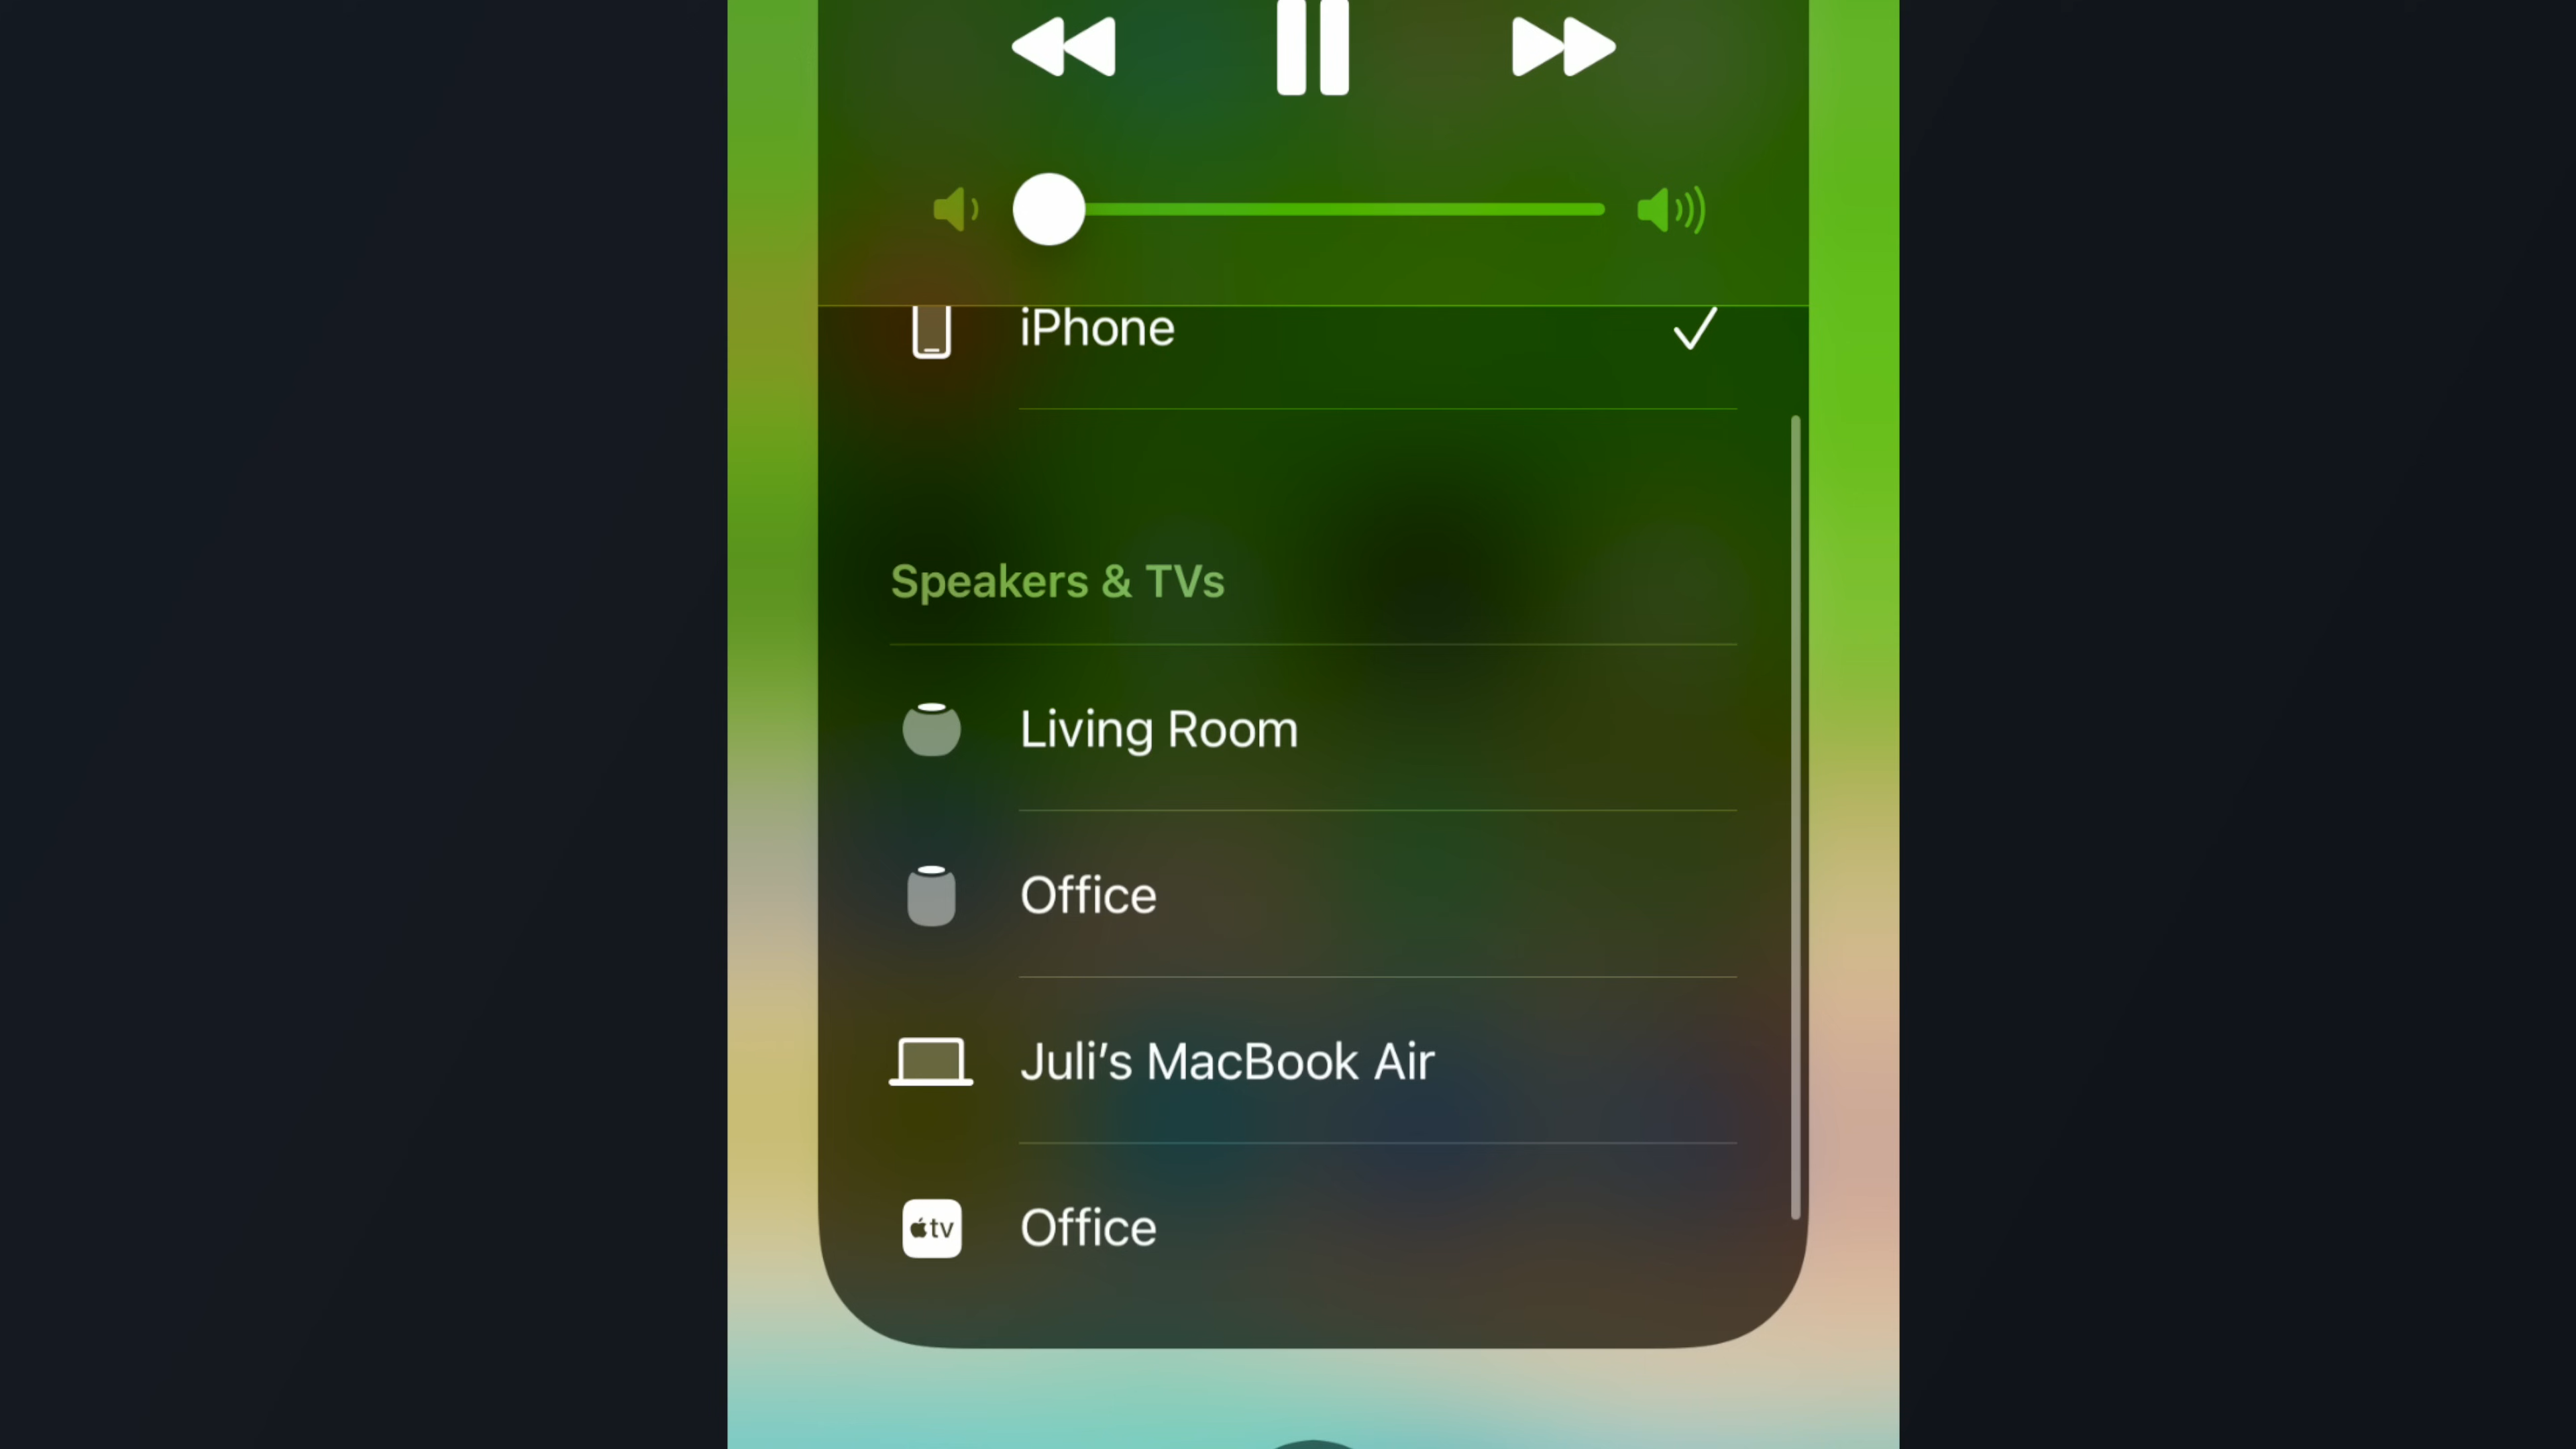 iPhone
Speakers & TVs
Living Room
Office
Juli’s MacBook Air
tv
Office